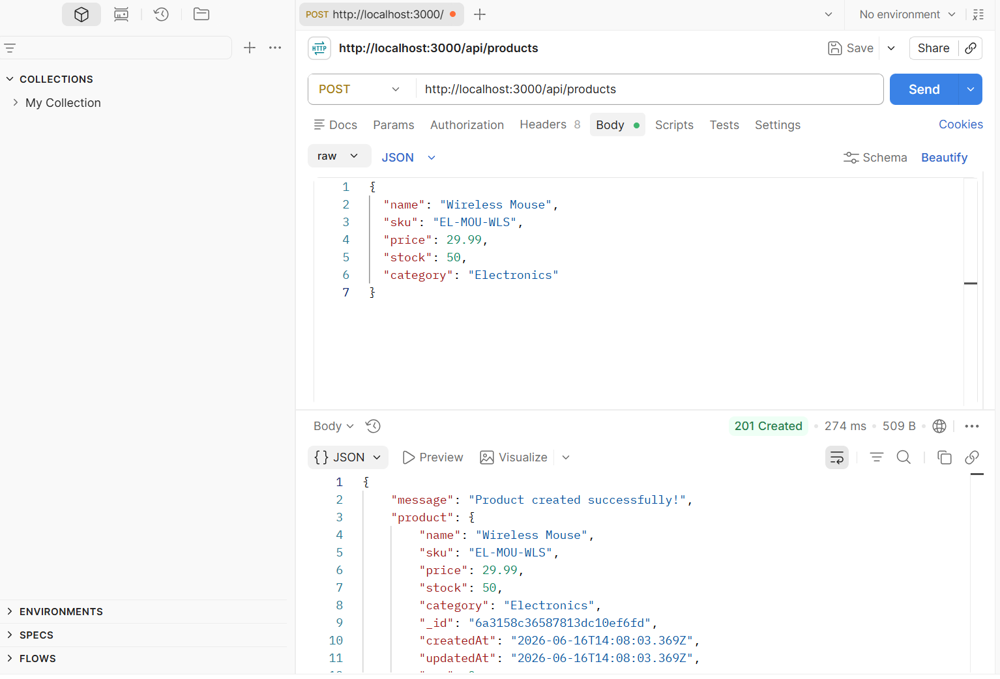 POST http://localhost:3000/
No environment
HTTP http://localhost:3000/api/products
Save
Share
COLLECTIONS
My Collection
POST http://localhost:3000/api/products
Send
Docs Params Authorization Headers 8 Body Scripts Tests Settings Cookies
raw JSON Schema Beautify
1 {
2 "name": "Wireless Mouse",
3 "sku": "EL-MOU-WLS",
4 "price": 29.99,
5 "stock": 50,
6 "category": "Electronics"
7 }
Body 201 Created 274 ms 509 B
{} JSON Preview Visualize
1 {
2 "message": "Product created successfully!",
3 "product": {
4 "name": "Wireless Mouse",
5 "sku": "EL-MOU-WLS",
6 "price": 29.99,
7 "stock": 50,
8 "category": "Electronics",
9 "_id": "6a3158c36587813dc10ef6fd",
10 "createdAt": "2026-06-16T14:08:03.369Z",
11 "updatedAt": "2026-06-16T14:08:03.369Z",
ENVIRONMENTS
SPECS
FLOWS